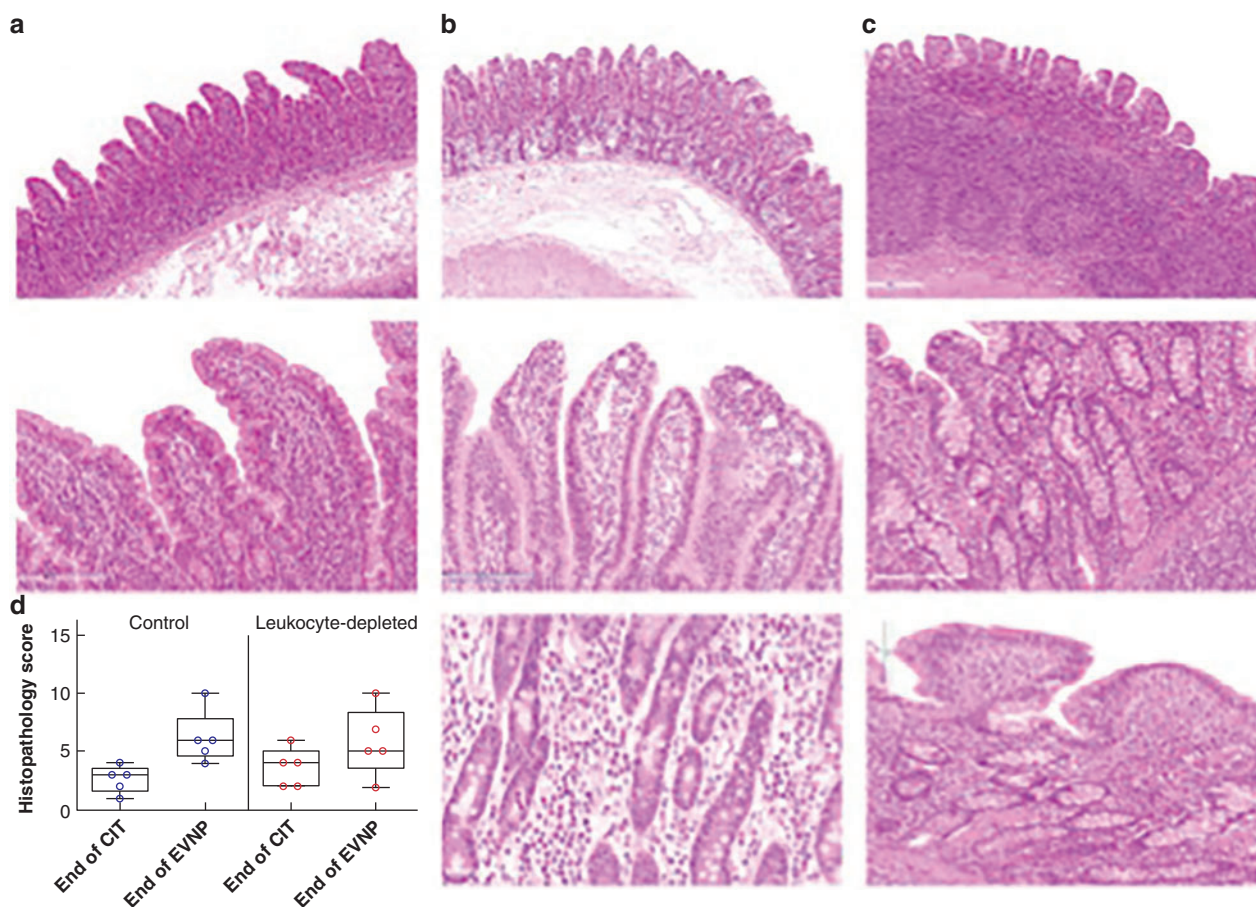 a
b
c
d
Control
Leukocyte-depleted
Histopathology score
15
10
5
0
End of CIT
End of EVNP
End of CIT
End of EVNP